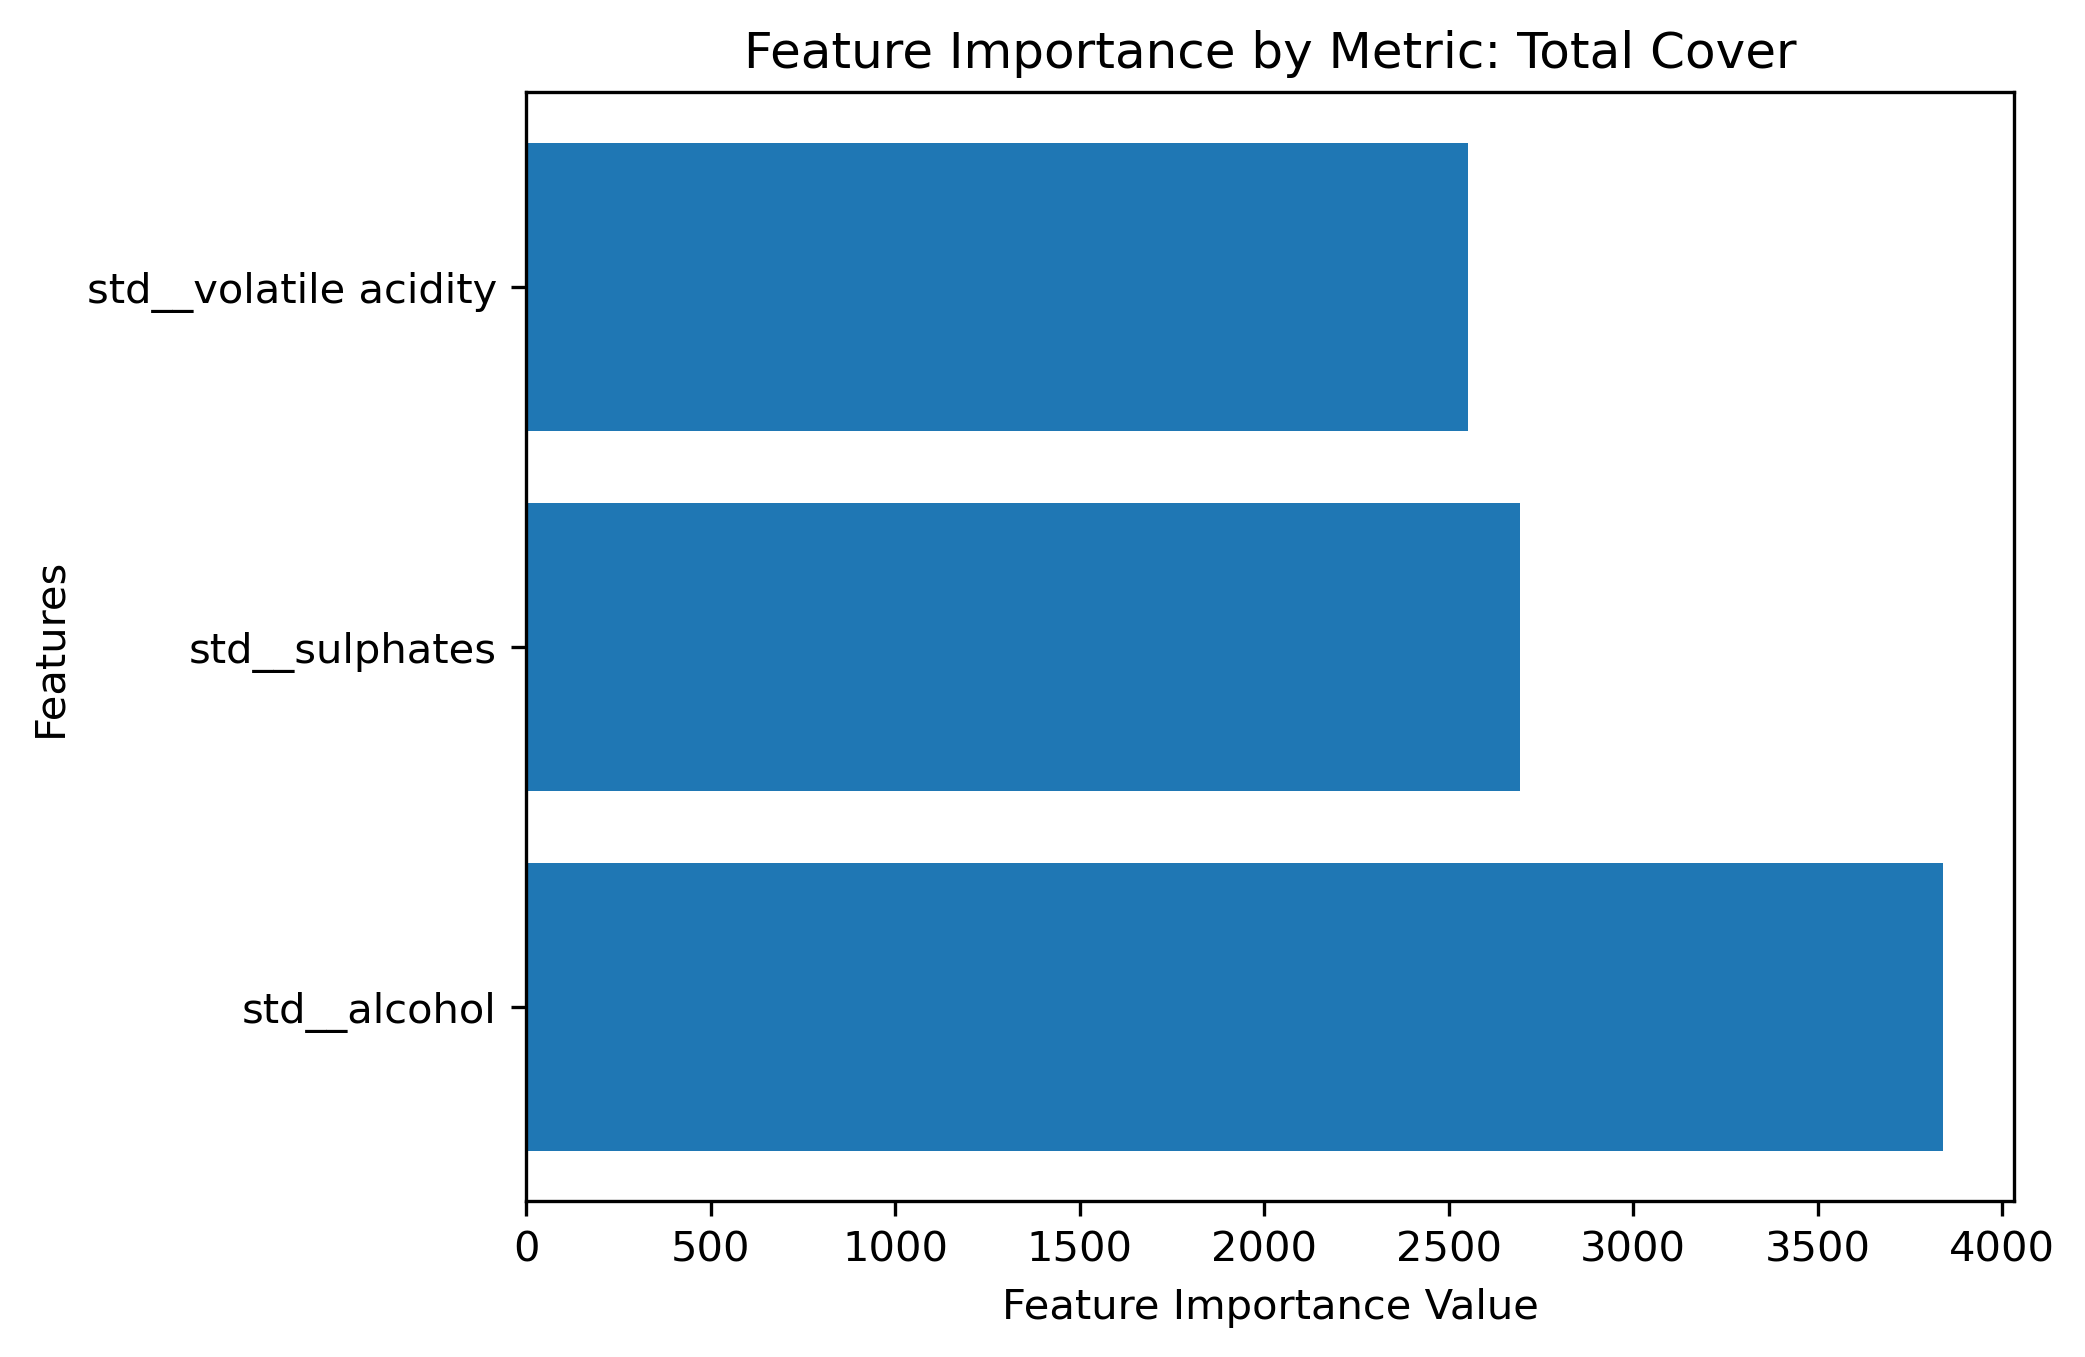 Feature Importance by Metric: Total Cover
std__volatile acidity
std__sulphates
std__alcohol
Features
0 500 1000 1500 2000 2500 3000 3500 4000
Feature Importance Value